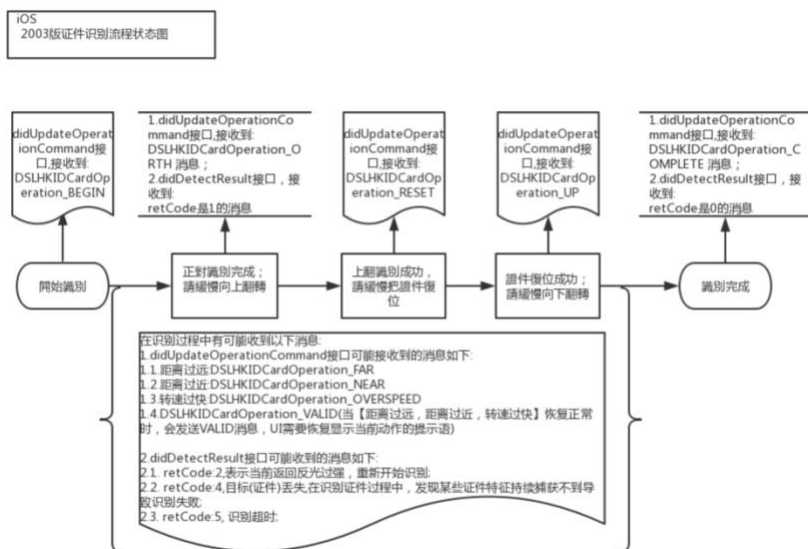 iOS
2003版证件识别流程状态图
didUpdateOperat
ionCommand接
口,接收到:
DSLHKIDCardOp
eration_BEGIN
1.didUpdateOperationCo
mmand接口,接收到:
DSLHKIDCardOperation_O
RTH 消息；
2.didDetectResult接口，接
收到:
retCode是1的消息
didUpdateOperat
ionCommand接
口,接收到:
DSLHKIDCardOp
eration_RESET
didUpdateOperat
ionCommand接
口,接收到:
DSLHKIDCardOp
eration_UP
1.didUpdateOperationCo
mmand接口,接收到:
DSLHKIDCardOperation_C
OMPLETE 消息；
2.didDetectResult接口，接
收到:
retCode是0的消息
開始識別
正對識別完成；
請緩慢向上翻轉
上翻識別成功，
請緩慢把證件復
位
證件復位成功；
請緩慢向下翻轉
識別完成
在识别过程中有可能收到以下消息:
1.didUpdateOperationCommand接口可能接收到的消息如下:
1.1.距离过远:DSLHKIDCardOperation_FAR
1.2.距离过近:DSLHKIDCardOperation_NEAR
1.3.转速过快:DSLHKIDCardOperation_OVERSPEED
1.4.DSLHKIDCardOperation_VALID(当【距离过远，距离过近，转速过快】恢复正常
时，会发送VALID消息，UI需要恢复显示当前动作的提示语)
2.didDetectResult接口可能收到的消息如下:
2.1. retCode:2,表示当前返回反光过强，重新开始识别;
2.2. retCode:4,目标(证件)丢失,在识别证件过程中，发现某些证件特征持续捕获不到导
致识别失败;
2.3. retCode:5, 识别超时;